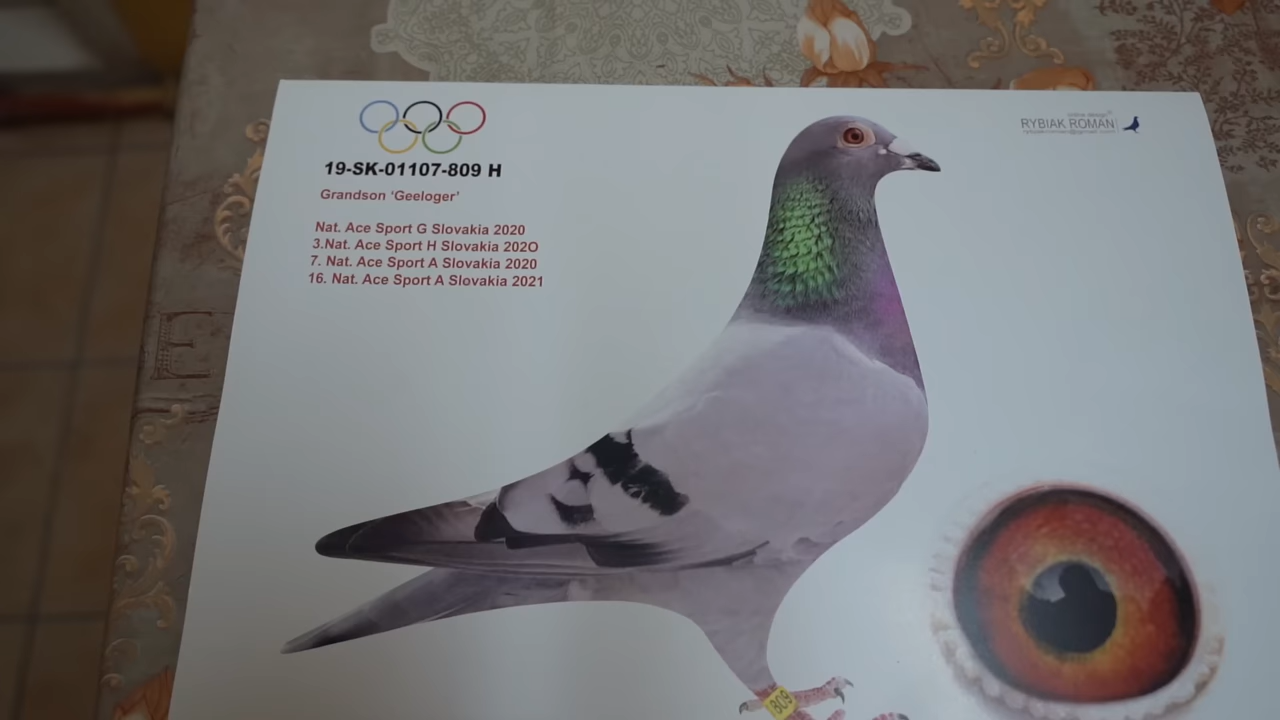 19-SK-01107-809 H
Grandson ‘Geeloger’
Nat. Ace Sport G Slovakia 2020
3.Nat. Ace Sport H Slovakia 202O
7. Nat. Ace Sport A Slovakia 2020
16. Nat. Ace Sport A Slovakia 2021
RYBIAK ROMAN
809